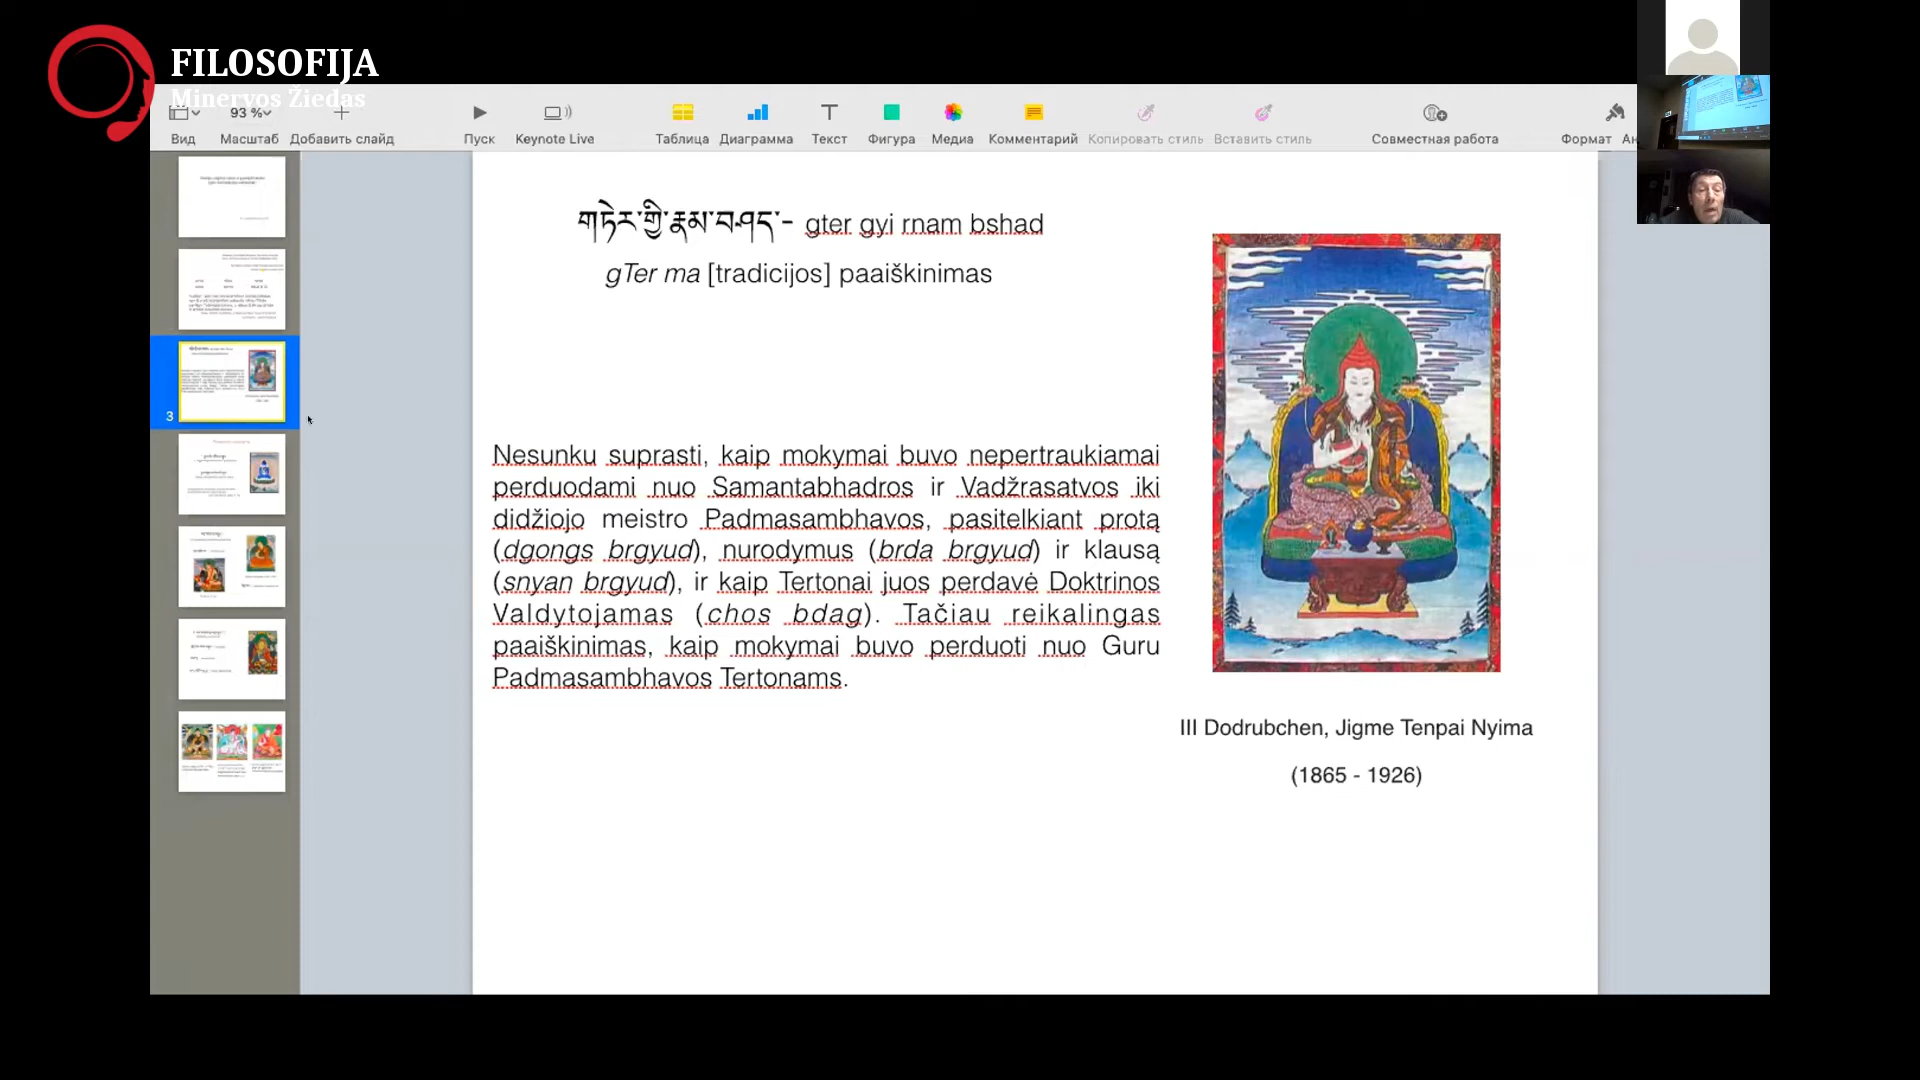 FILOSOFIJA
Minervos Žiedas
93 %
Вид
Масштаб
Добавить слайд
Пуск
Keynote Live
Таблица
Диаграмма
Текст
Фигура
Медиа
Комментарий
Копировать стиль
Вставить стиль
Совместная работа
Формат
3
གཏེར་གྱི་རྣམ་བཤད་- gter gyi rnam bshad
gTer ma [tradicijos] paaiškinimas
Nesunku suprasti, kaip mokymai buvo nepertraukiamai
perduodami nuo Samantabhadros ir Vadžrasatvos iki
didžiojo meistro Padmasambhavos, pasitelkiant protą
(dgongs brgyud), nurodymus (brda brgyud) ir klausą
(snyan brgyud), ir kaip Tertonai juos perdavė Doktrinos
Valdytojamas (chos bdag). Tačiau reikalingas
paaiškinimas, kaip mokymai buvo perduoti nuo Guru
Padmasambhavos Tertonams.
III Dodrubchen, Jigme Tenpai Nyima
(1865 - 1926)